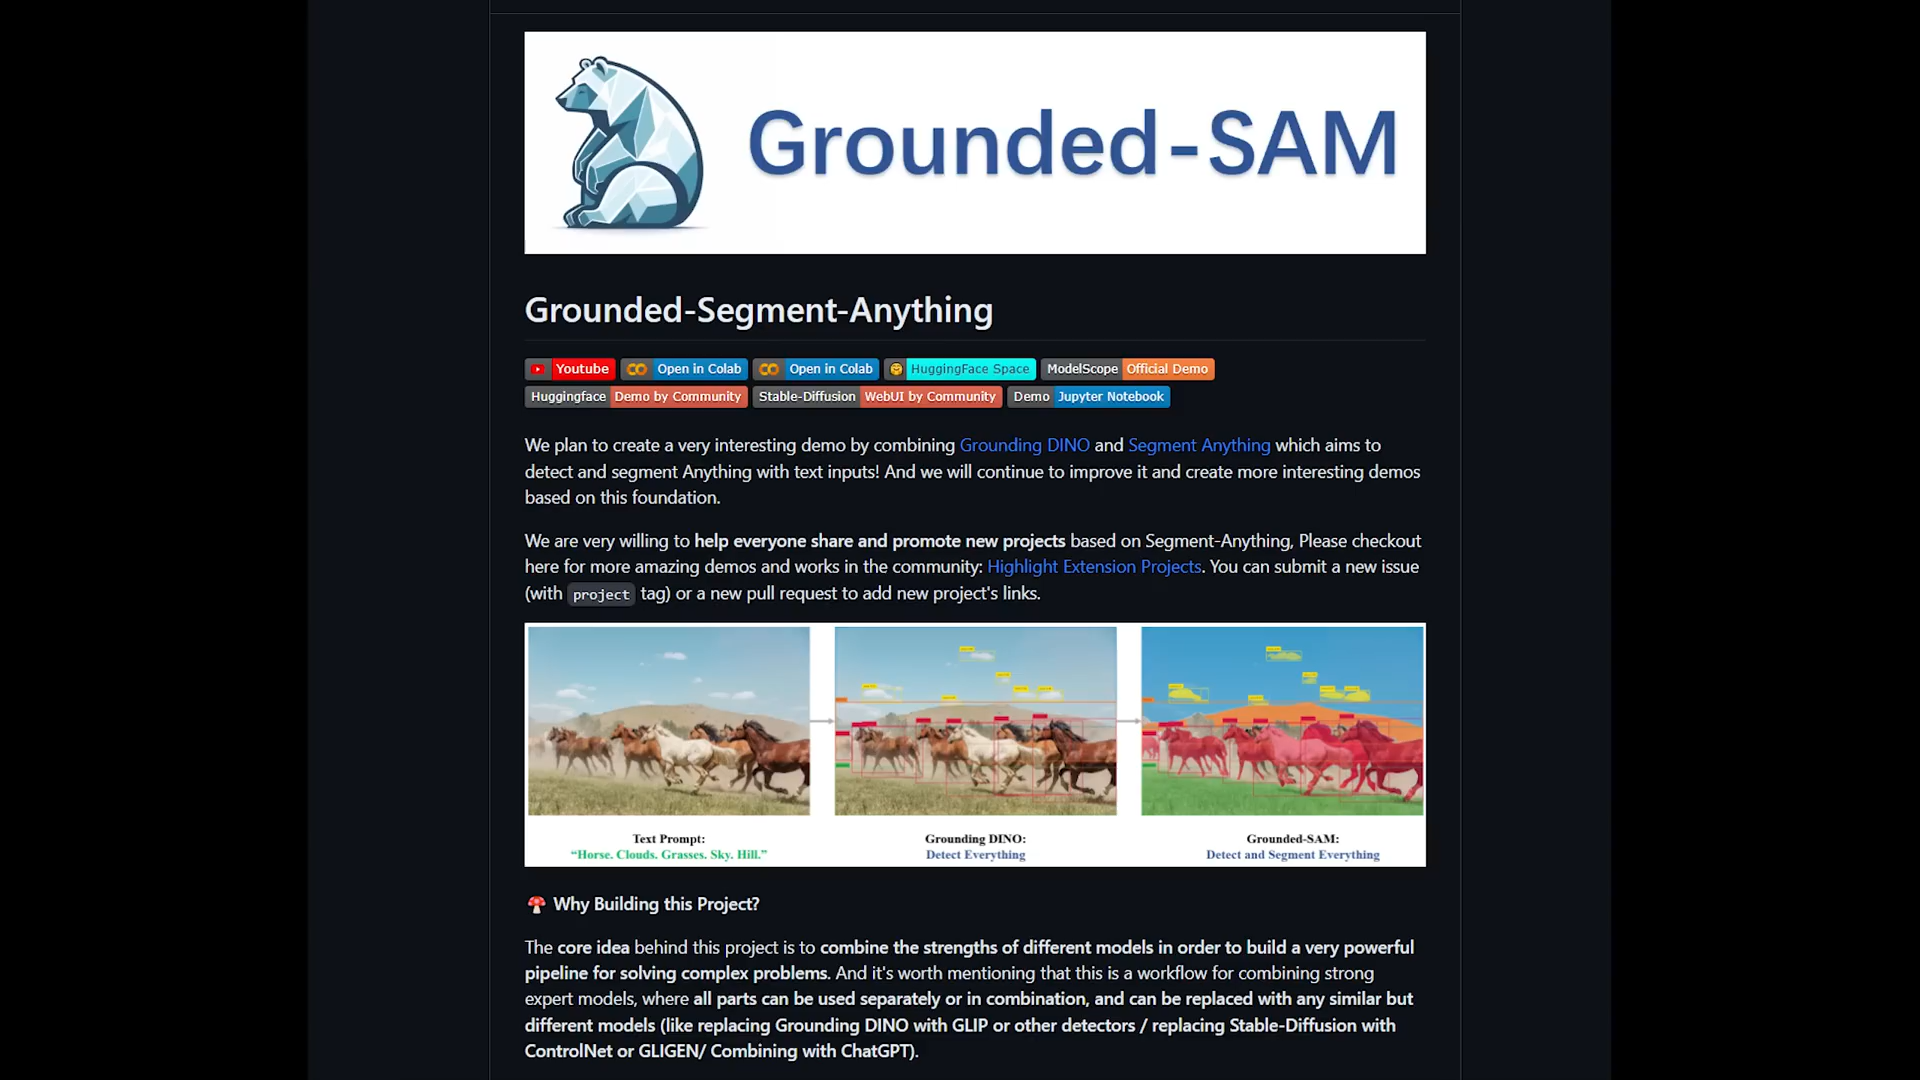 Grounded-SAM
Grounded-Segment-Anything
Youtube Open in Colab Open in Colab HuggingFace Space ModelScope Official Demo
Huggingface Demo by Community Stable-Diffusion WebUI by Community Demo Jupyter Notebook
We plan to create a very interesting demo by combining Grounding DINO and Segment Anything which aims to
detect and segment Anything with text inputs! And we will continue to improve it and create more interesting demos
based on this foundation.
We are very willing to help everyone share and promote new projects based on Segment-Anything, Please checkout
here for more amazing demos and works in the community: Highlight Extension Projects. You can submit a new issue
(with project tag) or a new pull request to add new project's links.
Text Prompt:
“Horse. Clouds. Grasses. Sky. Hill.”
Grounding DINO:
Detect Everything
Grounded-SAM:
Detect and Segment Everything
Why Building this Project?
The core idea behind this project is to combine the strengths of different models in order to build a very powerful
pipeline for solving complex problems. And it's worth mentioning that this is a workflow for combining strong
expert models, where all parts can be used separately or in combination, and can be replaced with any similar but
different models (like replacing Grounding DINO with GLIP or other detectors / replacing Stable-Diffusion with
ControlNet or GLIGEN/ Combining with ChatGPT).